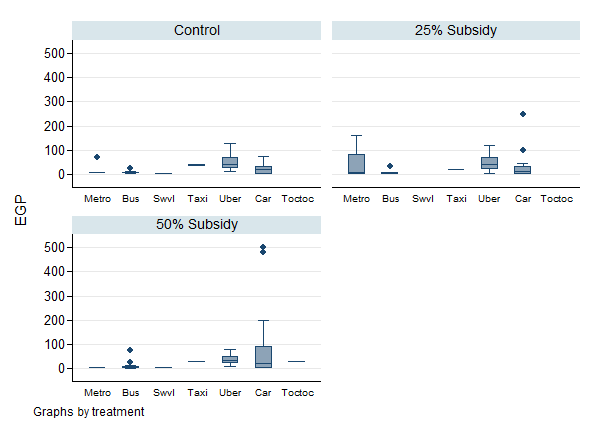 Control
25% Subsidy
500
400
300
200
100
0
Metro Bus Swvl Taxi Uber Car Toctoc
Metro Bus Swvl Taxi Uber Car Toctoc
EGP
50% Subsidy
500
400
300
200
100
0
Metro Bus Swvl Taxi Uber Car Toctoc
Graphs by treatment